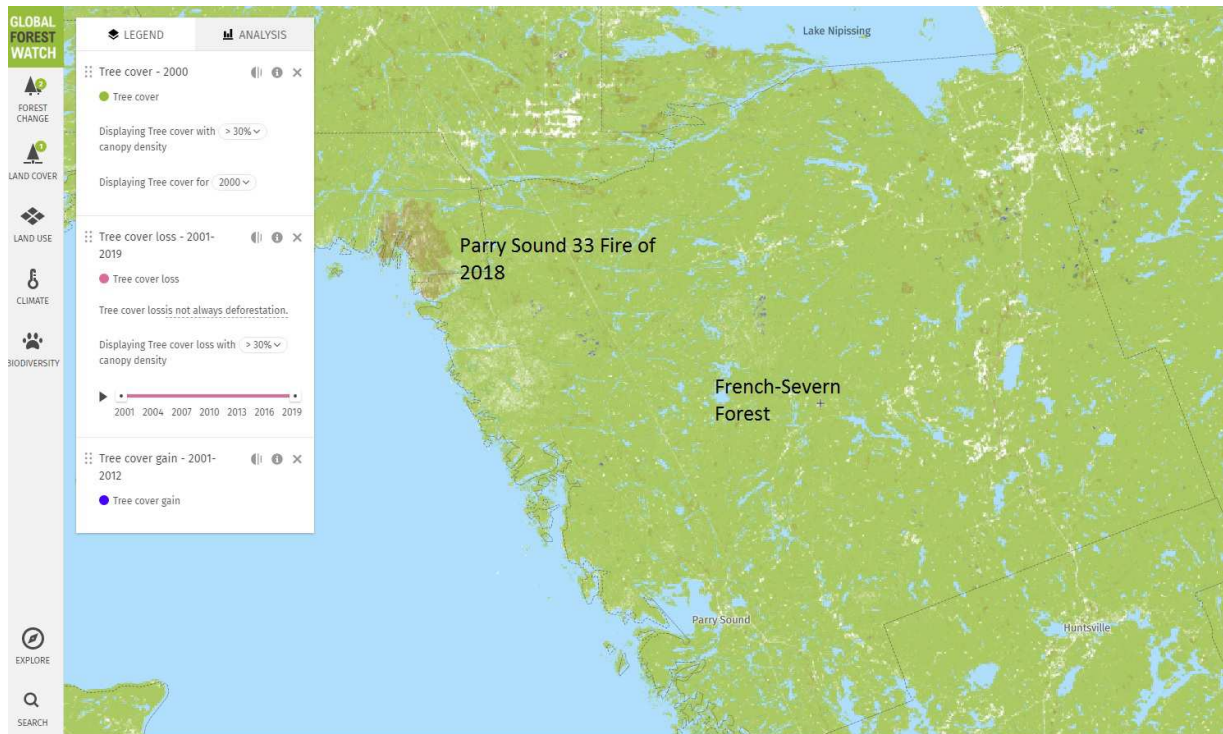 GLOBAL
FOREST
WATCH
2
FOREST
CHANGE
1
LAND COVER
LAND USE
CLIMATE
BIODIVERSITY
EXPLORE
SEARCH
LEGEND
ANALYSIS
Tree cover - 2000
Tree cover
Displaying Tree cover with > 30%
canopy density
Displaying Tree cover for 2000
Tree cover loss - 2001-
2019
Tree cover loss
Tree cover lossis not always deforestation.
Displaying Tree cover loss with > 30%
canopy density
2001 2004 2007 2010 2013 2016 2019
Tree cover gain - 2001-
2012
Tree cover gain
Lake Nipissing
Parry Sound 33 Fire of
2018
French-Severn
Forest
Parry Sound
Huntsville